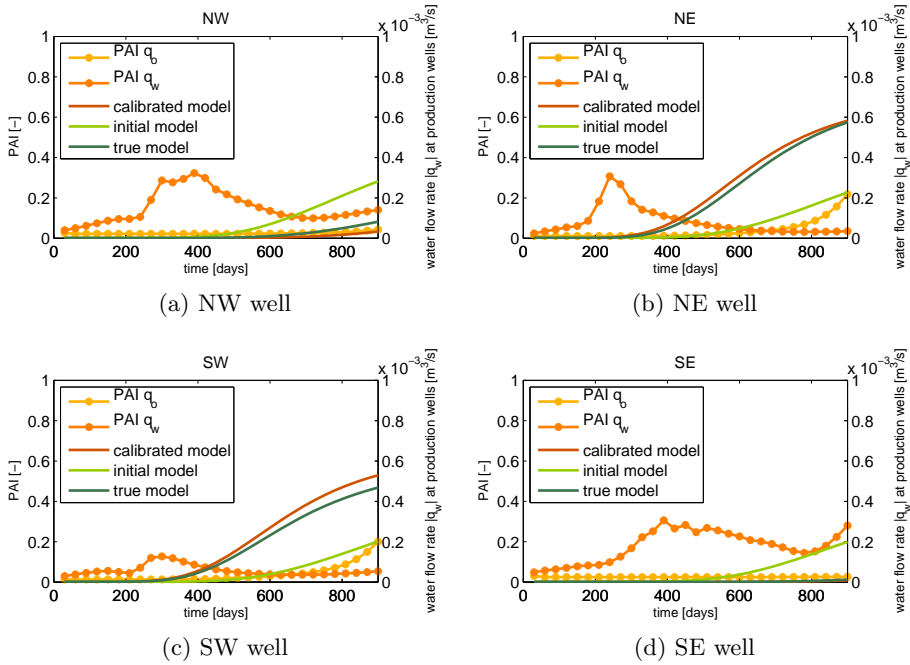 NW
x 10⁻³
PAI q_o
PAI q_w
calibrated model
initial model
true model
PAI [−]
water flow rate |q_w| at production wells [m³/s]
1
0.8
0.6
0.4
0.2
0
1
0.8
0.6
0.4
0.2
0
0 200 400 600 800
time [days]
(a) NW well
NE
x 10⁻³
PAI q_o
PAI q_w
calibrated model
initial model
true model
PAI [−]
water flow rate |q_w| at production wells [m³/s]
1
0.8
0.6
0.4
0.2
0
1
0.8
0.6
0.4
0.2
0
0 200 400 600 800
time [days]
(b) NE well
SW
x 10⁻³
PAI q_o
PAI q_w
calibrated model
initial model
true model
PAI [−]
water flow rate |q_w| at production wells [m³/s]
1
0.8
0.6
0.4
0.2
0
1
0.8
0.6
0.4
0.2
0
0 200 400 600 800
time [days]
(c) SW well
SE
x 10⁻³
PAI q_o
PAI q_w
calibrated model
initial model
true model
PAI [−]
water flow rate |q_w| at production wells [m³/s]
1
0.8
0.6
0.4
0.2
0
1
0.8
0.6
0.4
0.2
0
0 200 400 600 800
time [days]
(d) SE well